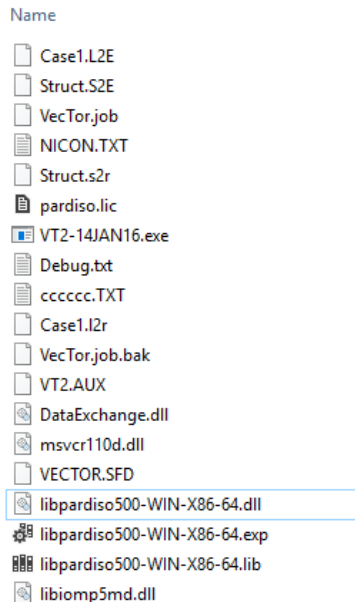 Name
Case1.L2E
Struct.S2E
VecTor.job
NICON.TXT
Struct.s2r
pardiso.lic
VT2-14JAN16.exe
Debug.txt
cccccc.TXT
Case1.l2r
VecTor.job.bak
VT2.AUX
DataExchange.dll
msvcr110d.dll
VECTOR.SFD
libpardiso500-WIN-X86-64.dll
libpardiso500-WIN-X86-64.exp
libpardiso500-WIN-X86-64.lib
libiomp5md.dll